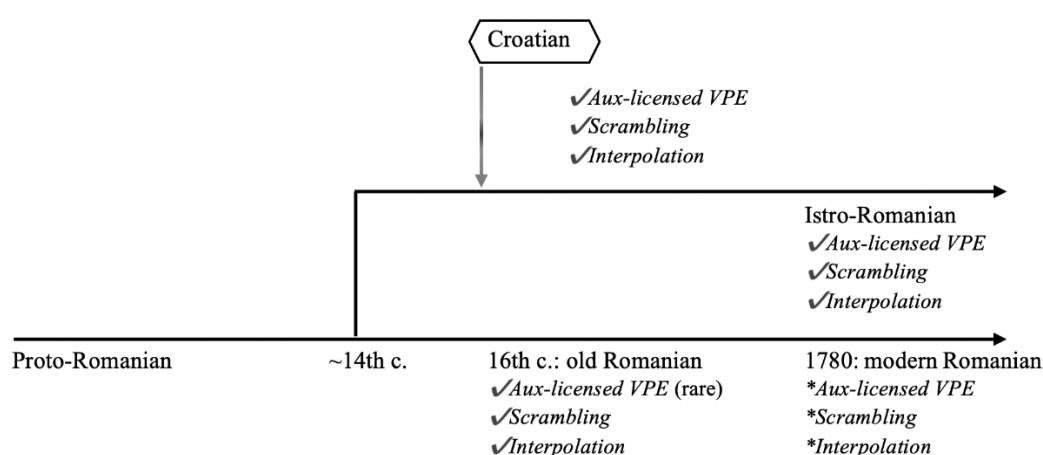 Croatian
✓Aux-licensed VPE
✓Scrambling
✓Interpolation
Istro-Romanian
✓Aux-licensed VPE
✓Scrambling
✓Interpolation
Proto-Romanian
~14th c.
16th c.: old Romanian
✓Aux-licensed VPE (rare)
✓Scrambling
✓Interpolation
1780: modern Romanian
*Aux-licensed VPE
*Scrambling
*Interpolation